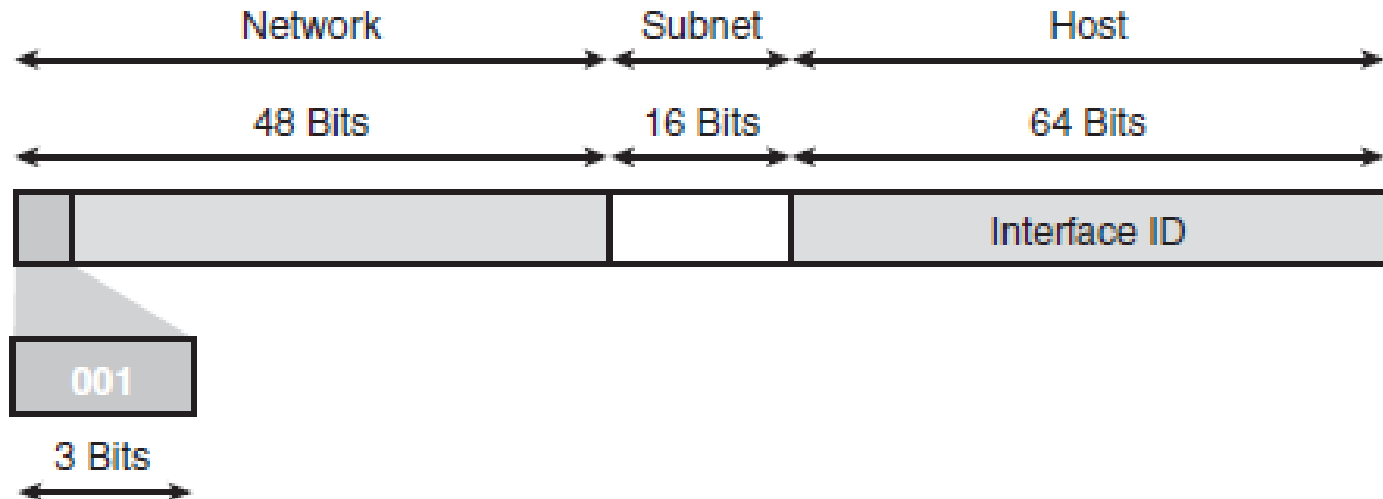 Network Subnet Host
48 Bits 16 Bits 64 Bits
Interface ID
001
3 Bits